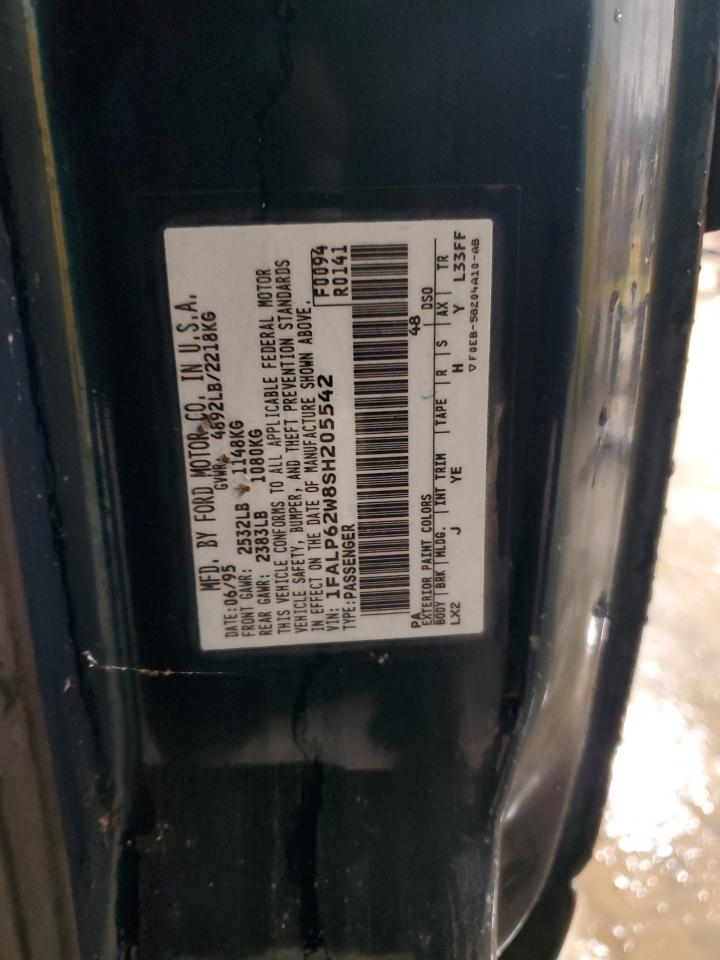 MFD. BY FORD MOTOR CO. IN U.S.A.
DATE: 06/95 GVWR: 4892LB/2218KG
FRONT GAWR: 2532LB 1148KG
REAR GAWR: 2383LB 1080KG
THIS VEHICLE CONFORMS TO ALL APPLICABLE FEDERAL MOTOR
VEHICLE SAFETY, BUMPER, AND THEFT PREVENTION STANDARDS
IN EFFECT ON THE DATE OF MANUFACTURE SHOWN ABOVE.
VIN: 1FALP62W8SH205542 F0094
TYPE: PASSENGER R0141
PA 48 DSO
EXTERIOR PAINT COLORS
BODY BRK MLDG. INT TRIM TAPE R S AX TR
LX2 J YE H Y L33FF
▽F0EB-58204A10-AB